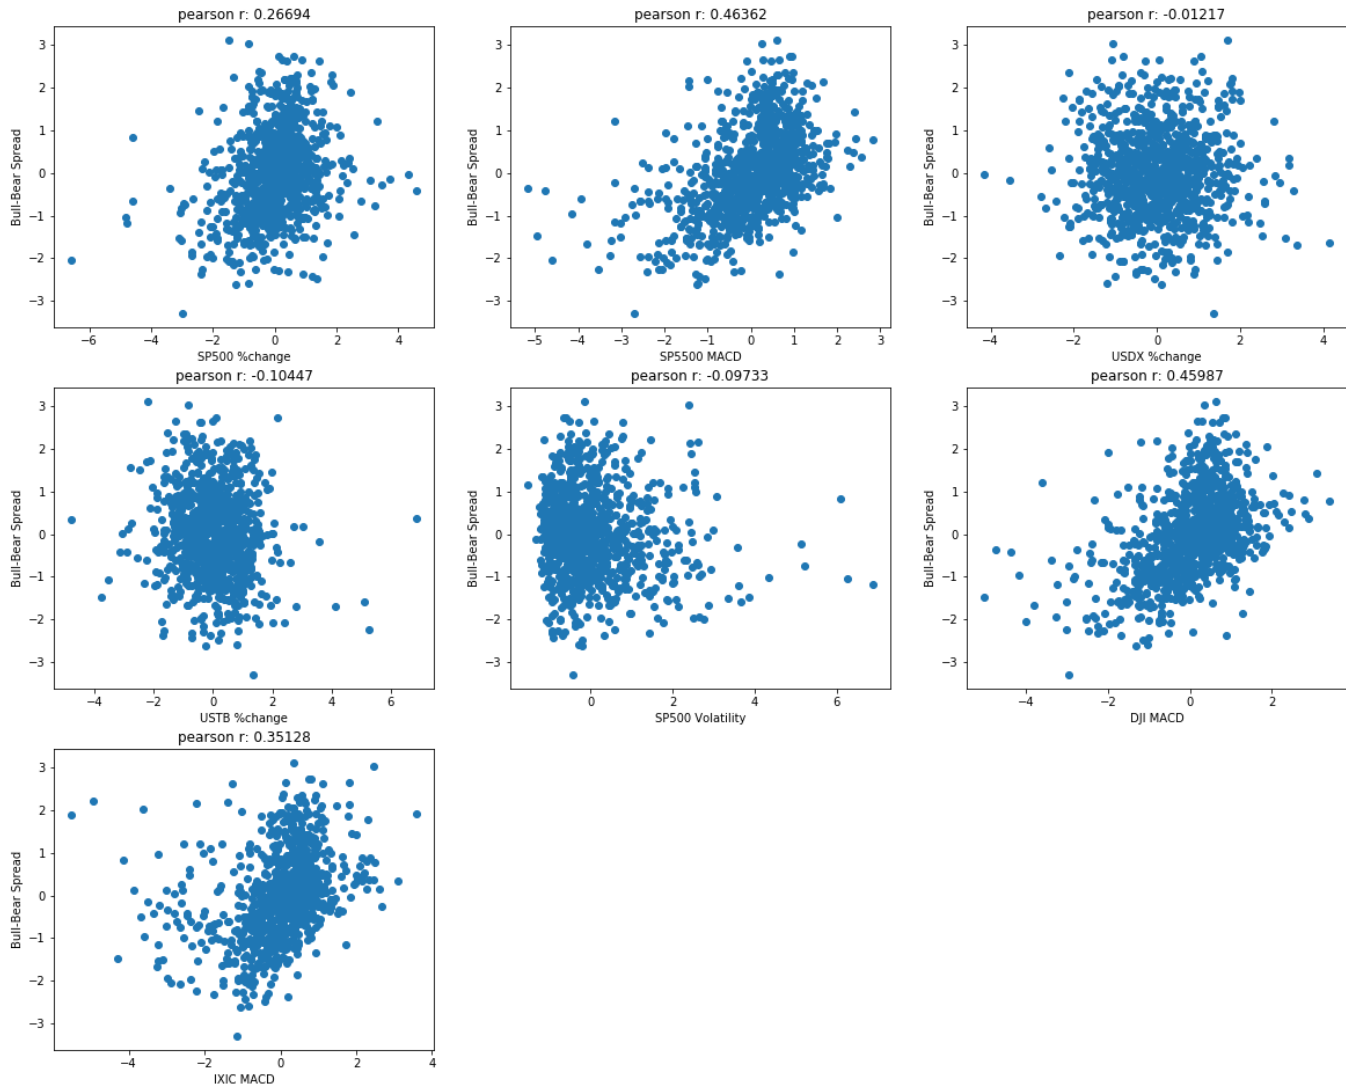 pearson r: 0.26694
3
2
1
0
−1
−2
−3
Bull-Bear Spread
−6 −4 −2 0 2 4
SP500 %change
pearson r: 0.46362
3
2
1
0
−1
−2
−3
Bull-Bear Spread
−5 −4 −3 −2 −1 0 1 2 3
SP5500 MACD
pearson r: -0.01217
3
2
1
0
−1
−2
−3
Bull-Bear Spread
−4 −2 0 2 4
USDX %change
pearson r: -0.10447
3
2
1
0
−1
−2
−3
Bull-Bear Spread
−4 −2 0 2 4 6
USTB %change
pearson r: -0.09733
3
2
1
0
−1
−2
−3
Bull-Bear Spread
0 2 4 6
SP500 Volatility
pearson r: 0.45987
3
2
1
0
−1
−2
−3
Bull-Bear Spread
−4 −2 0 2
DJI MACD
pearson r: 0.35128
3
2
1
0
−1
−2
−3
Bull-Bear Spread
−4 −2 0 2 4
IXIC MACD